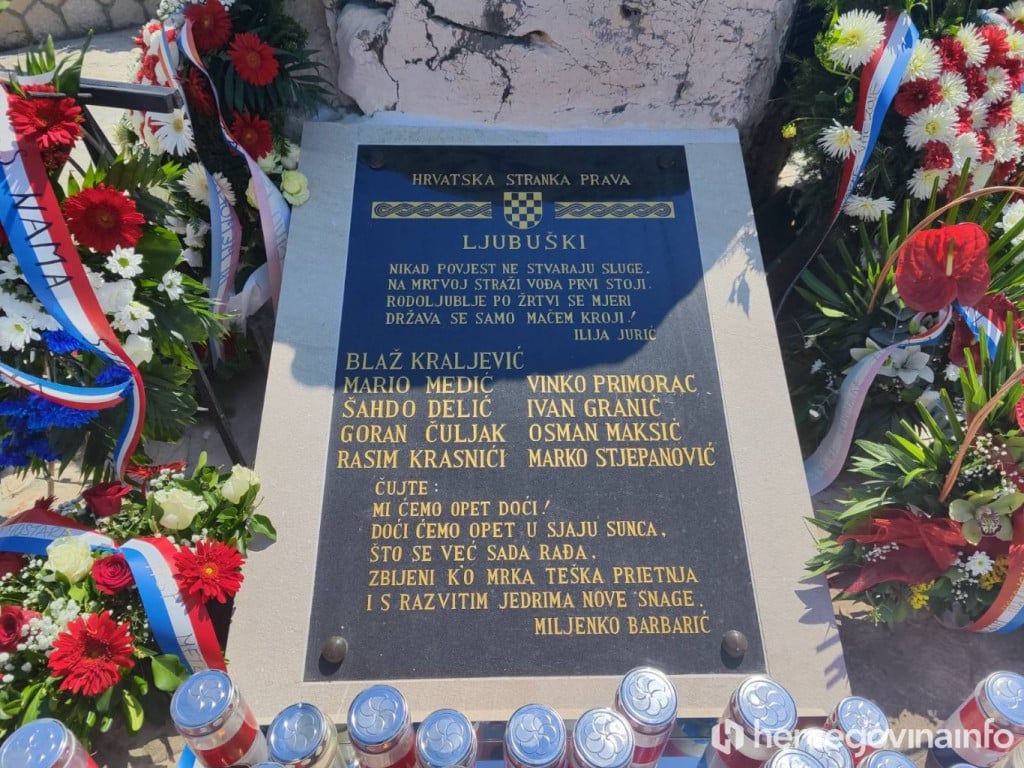 HRVATSKA STRANKA PRAVA
LJUBUŠKI
NIKAD POVJEST NE STVARAJU SLUGE.
NA MRTVOJ STRAŽI VOĐA PRVI STOJI.
RODOLJUBLJE PO ŽRTVI SE MJERI
DRŽAVA SE SAMO MAČEM KROJI!
ILIJA JURIĆ
BLAŽ KRALJEVIĆ
MARIO MEDIĆ VINKO PRIMORAC
ŠAHDO DELIĆ IVAN GRANIĆ
GORAN ČULJAK OSMAN MAKSIĆ
RASIM KRASNIĆI MARKO STJEPANOVIĆ
ČUJTE:
MI ĆEMO OPET DOĆI!
DOĆI ĆEMO OPET U SJAJU SUNCA,
ŠTO SE VEĆ SADA RAĐA,
ZBIJENI K'O MRKA TEŠKA PRIETNJA
I S RAZVITIM JEDRIMA NOVE SNAGE.
MILJENKO BARBARIĆ
NAMA
hercegovinainfo